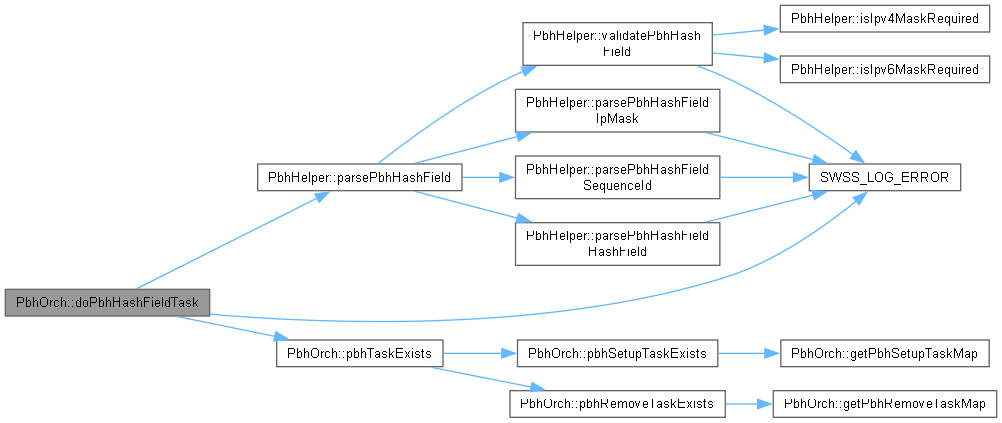 PbhHelper::isIpv4MaskRequired
PbhHelper::validatePbhHash
Field
PbhHelper::isIpv6MaskRequired
PbhHelper::parsePbhHashField
IpMask
PbhHelper::parsePbhHashField
PbhHelper::parsePbhHashField
SequenceId
SWSS_LOG_ERROR
PbhHelper::parsePbhHashField
HashField
PbhOrch::doPbhHashFieldTask
PbhOrch::pbhTaskExists
PbhOrch::pbhSetupTaskExists
PbhOrch::getPbhSetupTaskMap
PbhOrch::pbhRemoveTaskExists
PbhOrch::getPbhRemoveTaskMap